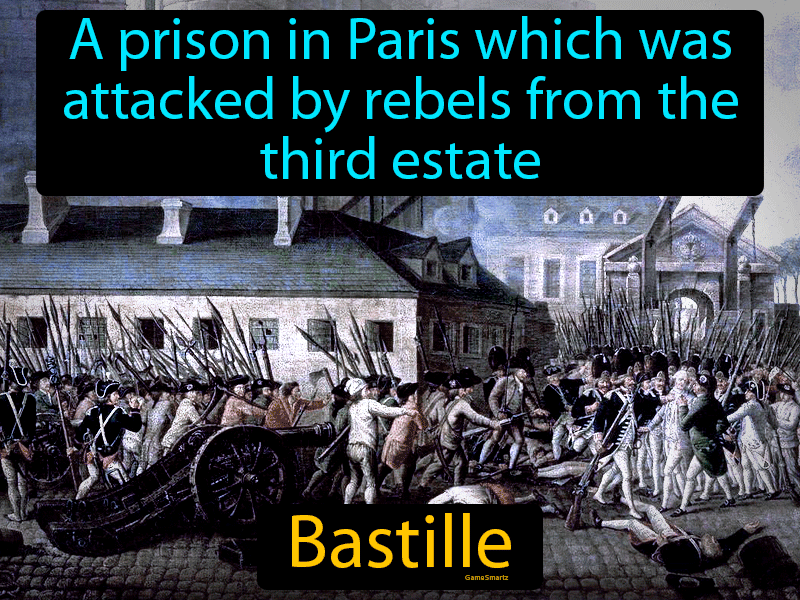 A prison in Paris which was
attacked by rebels from the
third estate
Bastille
GameSmartz